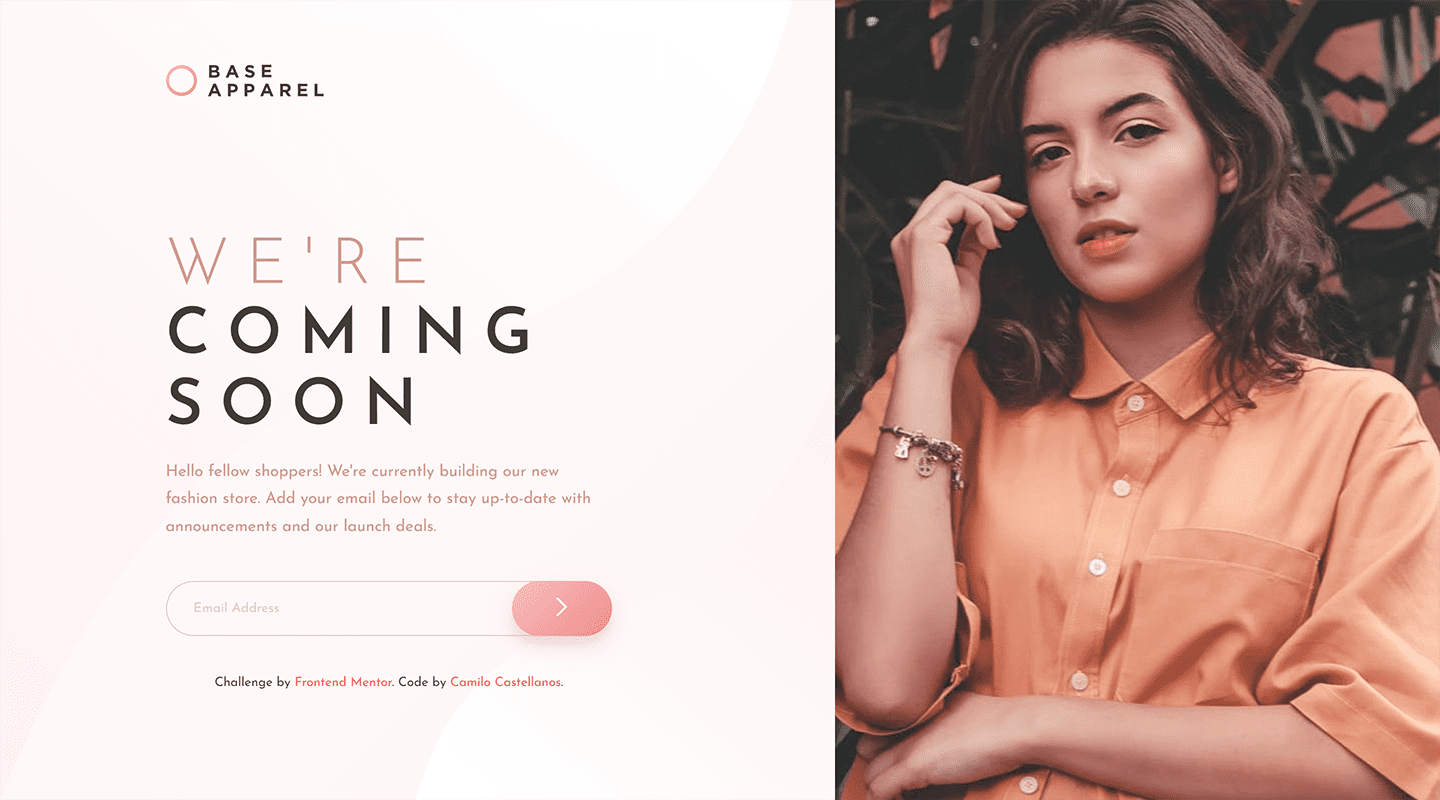 BASE
APPAREL
WE'RE
COMING
SOON
Hello fellow shoppers! We're currently building our new
fashion store. Add your email below to stay up-to-date with
announcements and our launch deals.
Email Address
Challenge by Frontend Mentor. Code by Camilo Castellanos.